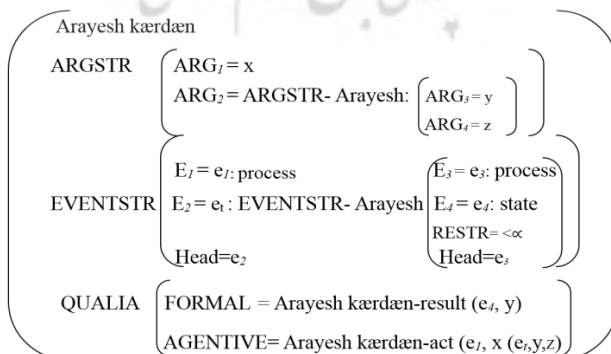 Arayesh kærdæn
ARGSTR ARG₁ = x
ARG₂ = ARGSTR- Arayesh: ARG₃ = y
ARG₄ = z
E₁ = e₁: process E₃ = e₃: process
EVENTSTR E₂ = eₜ : EVENTSTR- Arayesh E₄ = e₄: state
RESTR= <∝
Head=e₂ Head=e₃
QUALIA FORMAL = Arayesh kærdæn-result (e₄, y)
AGENTIVE= Arayesh kærdæn-act (e₁, x (eₜ,y,z)